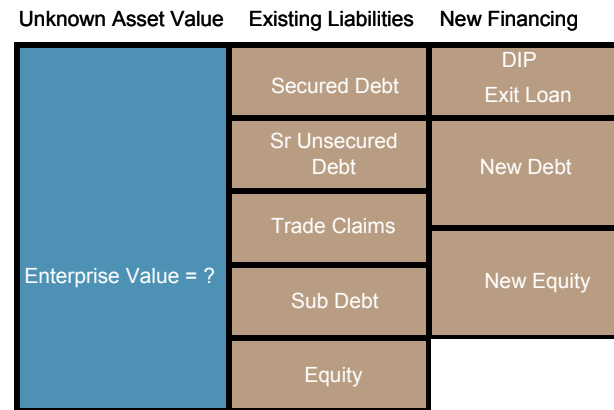 Unknown Asset Value
Existing Liabilities
New Financing
Enterprise Value = ?
Secured Debt
Sr Unsecured
Debt
Trade Claims
Sub Debt
Equity
DIP
Exit Loan
New Debt
New Equity